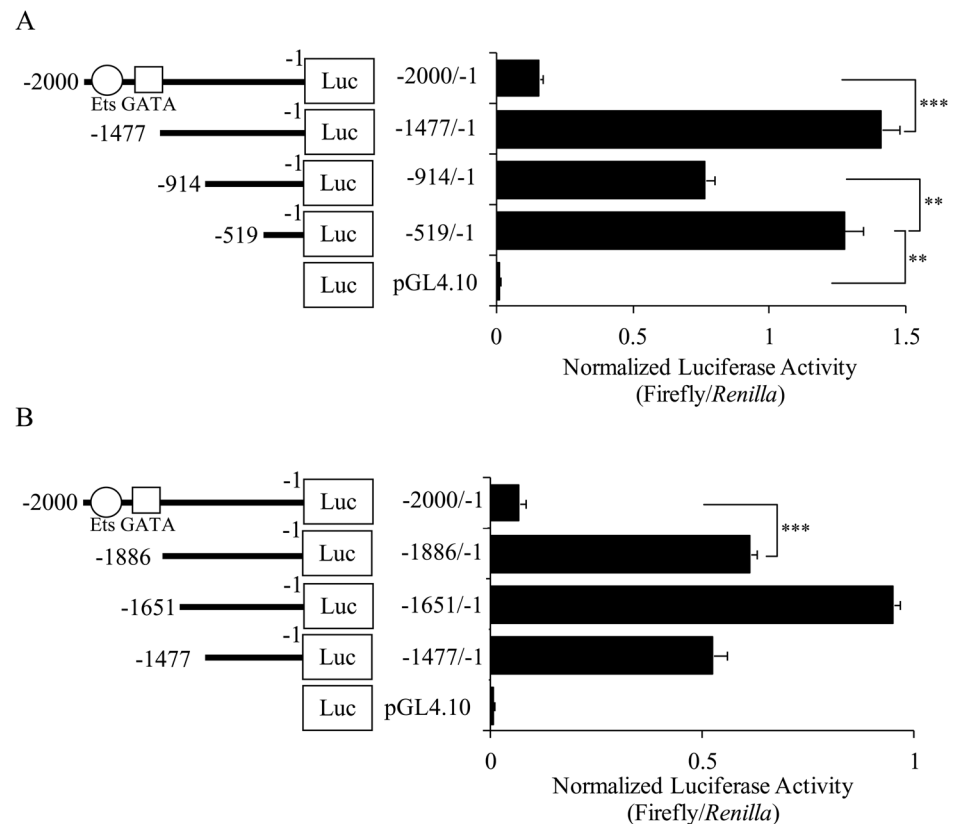 A
-2000 Ets GATA -1 Luc -2000/-1
-1477 -1 Luc -1477/-1 ***
-914 -1 Luc -914/-1
-519 -1 Luc -519/-1 **
Luc pGL4.10 **
0 0.5 1 1.5
Normalized Luciferase Activity
(Firefly/Renilla)
B
-2000 Ets GATA -1 Luc -2000/-1
-1886 -1 Luc -1886/-1 ***
-1651 -1 Luc -1651/-1
-1477 -1 Luc -1477/-1
Luc pGL4.10
0 0.5 1
Normalized Luciferase Activity
(Firefly/Renilla)